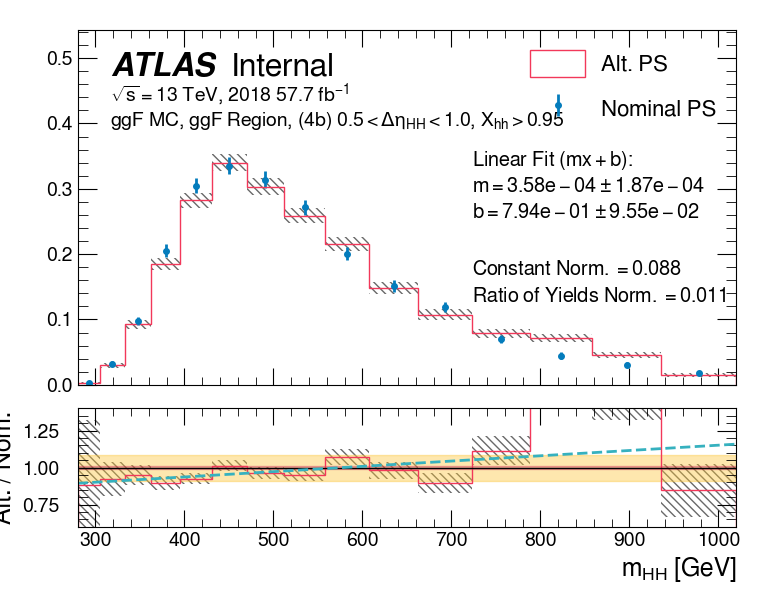 ATLAS Internal
√s = 13 TeV, 2018 57.7 fb⁻¹
ggF MC, ggF Region, (4b) 0.5 < Δη_HH < 1.0, X_hh > 0.95
Alt. PS
Nominal PS
Linear Fit (mx + b):
m = 3.58e − 04 ± 1.87e − 04
b = 7.94e − 01 ± 9.55e − 02
Constant Norm. = 0.088
Ratio of Yields Norm. = 0.011
0.5
0.4
0.3
0.2
0.1
0.0
Alt. / Nom.
1.25
1.00
0.75
300 400 500 600 700 800 900 1000
m_HH [GeV]